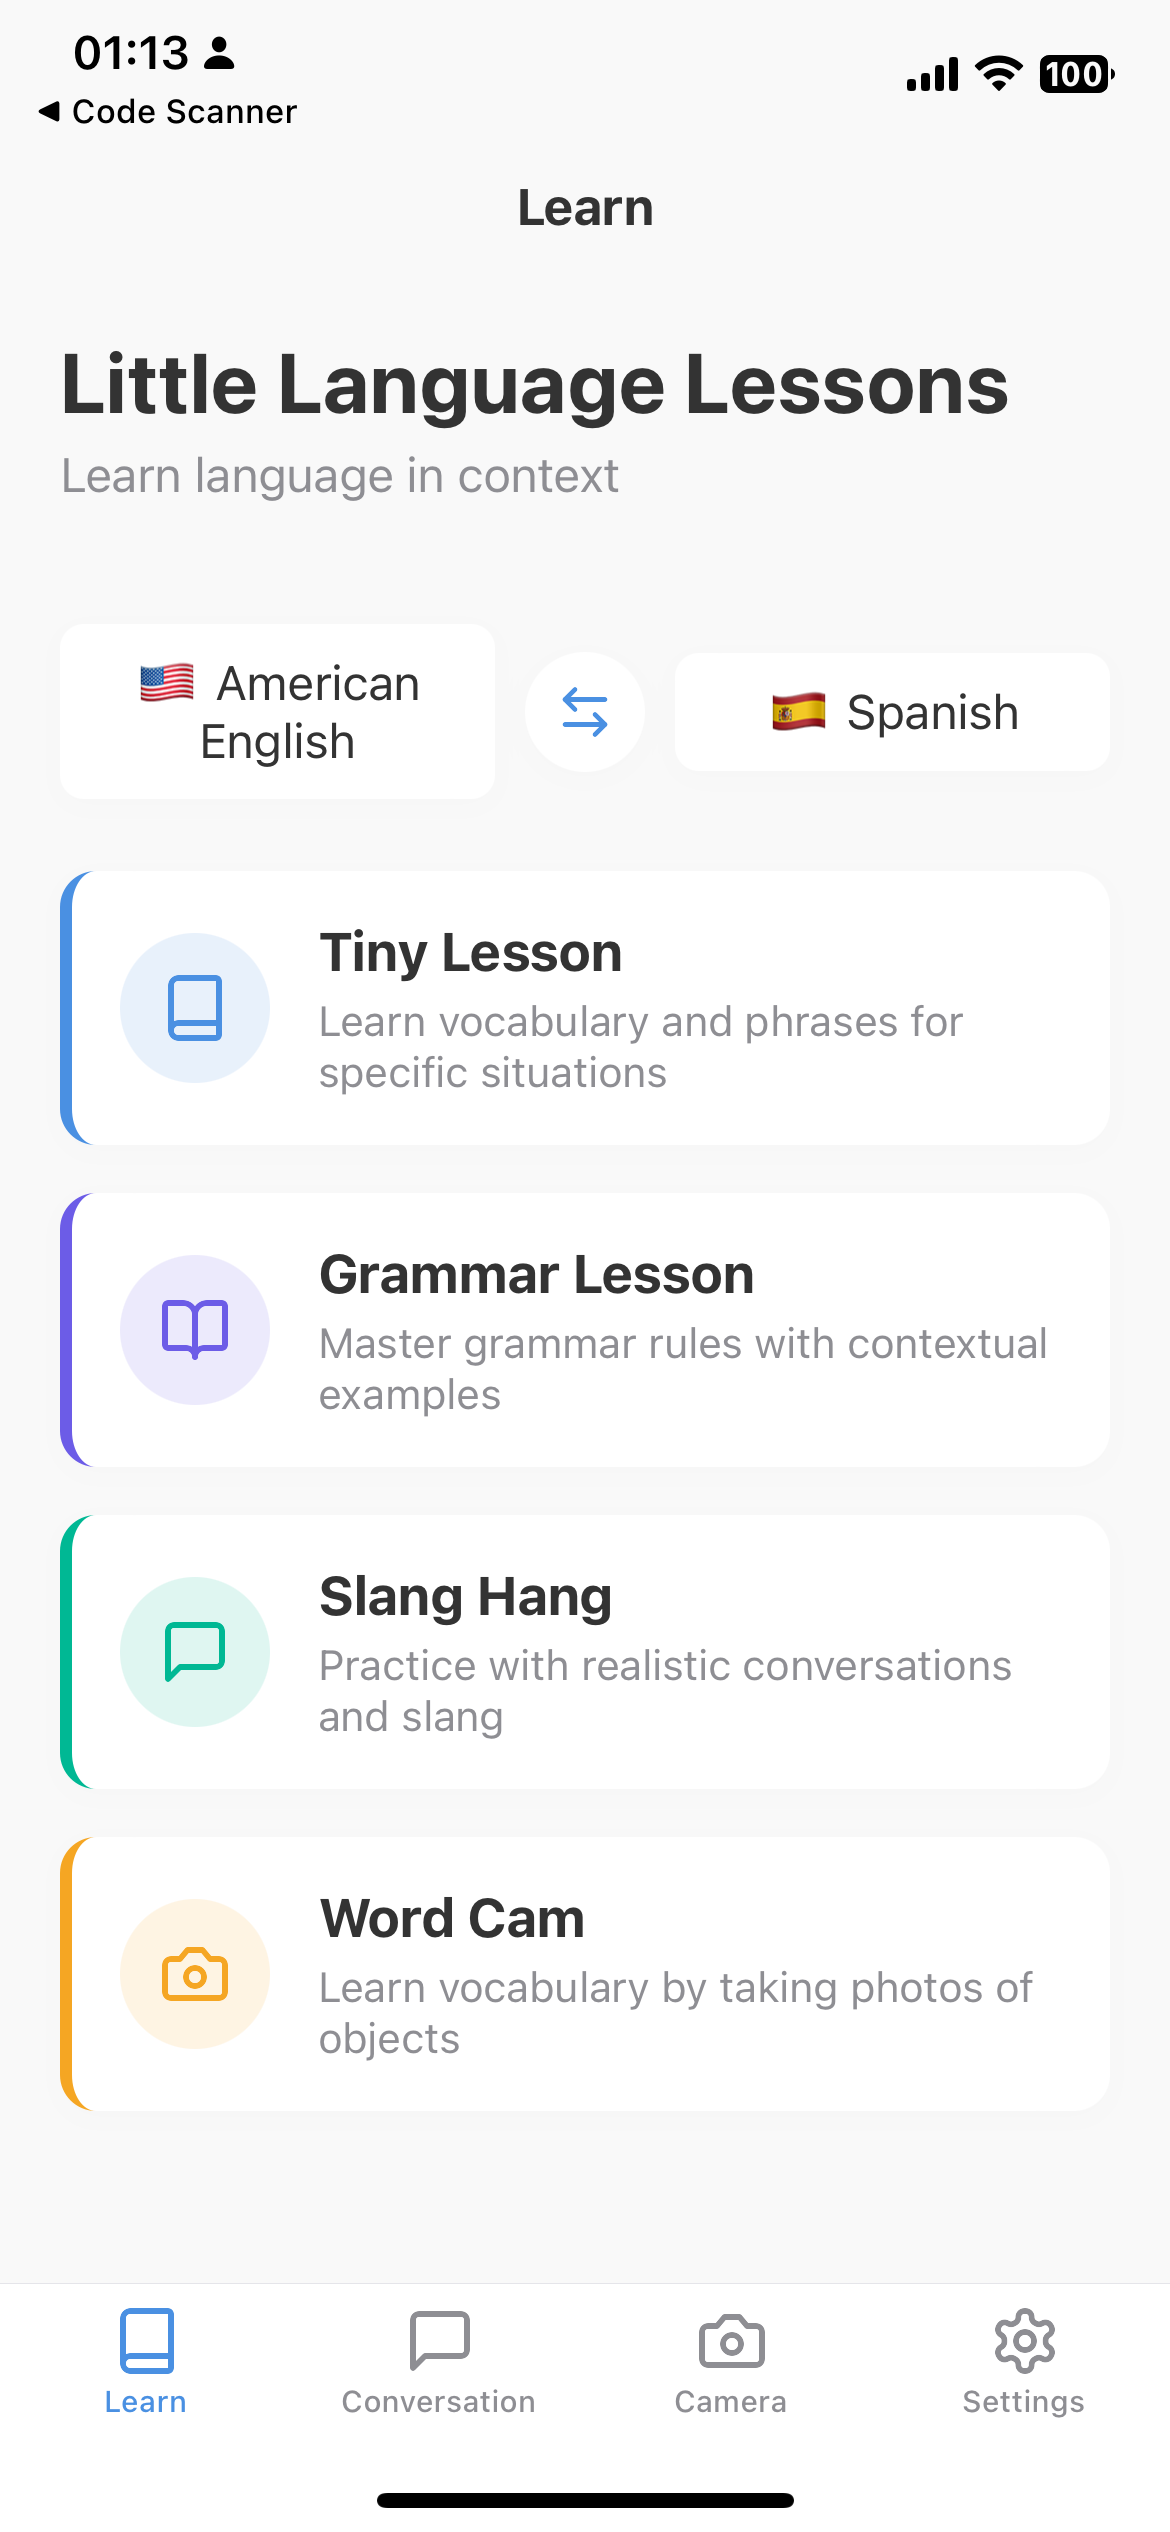 01:13
◀ Code Scanner
100
Learn
Little Language Lessons
Learn language in context
🇺🇸 American
English
🇪🇸 Spanish
Tiny Lesson
Learn vocabulary and phrases for
specific situations
Grammar Lesson
Master grammar rules with contextual
examples
Slang Hang
Practice with realistic conversations
and slang
Word Cam
Learn vocabulary by taking photos of
objects
Learn
Conversation
Camera
Settings